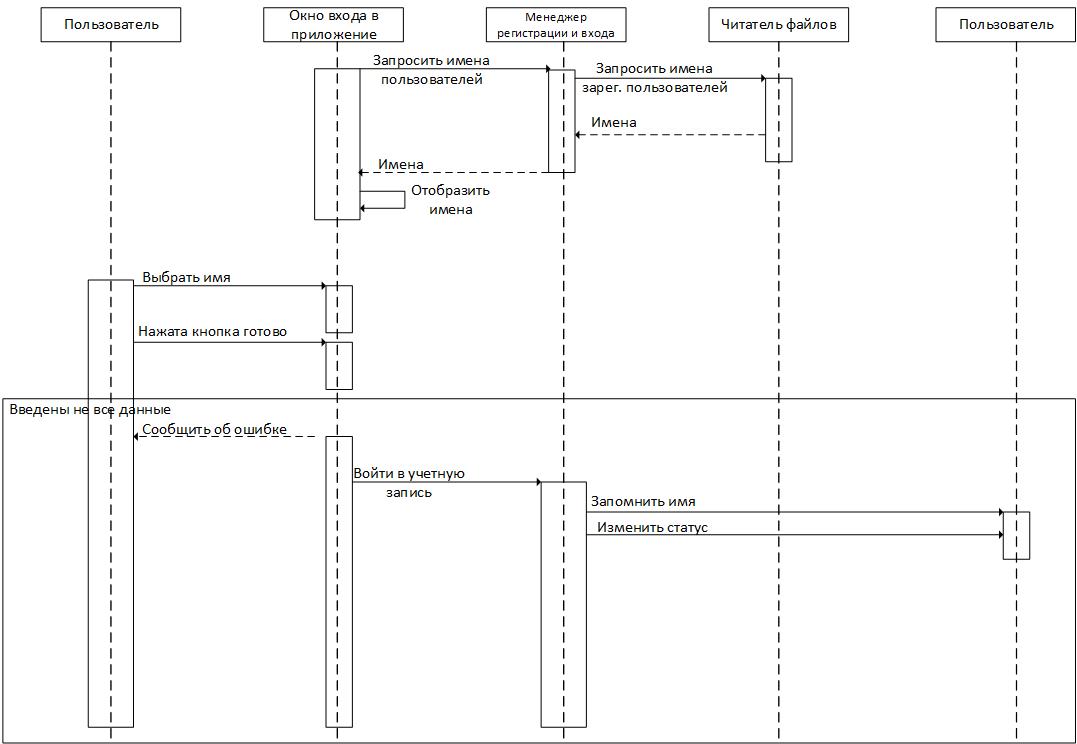 Пользователь
Окно входа в
приложение
Менеджер
регистрации и входа
Читатель файлов
Пользователь
Запросить имена
пользователей
Запросить имена
зарег. пользователей
Имена
Имена
Отобразить
имена
Выбрать имя
Нажата кнопка готово
Введены не все данные
Сообщить об ошибке
Войти в учетную
запись
Запомнить имя
Изменить статус